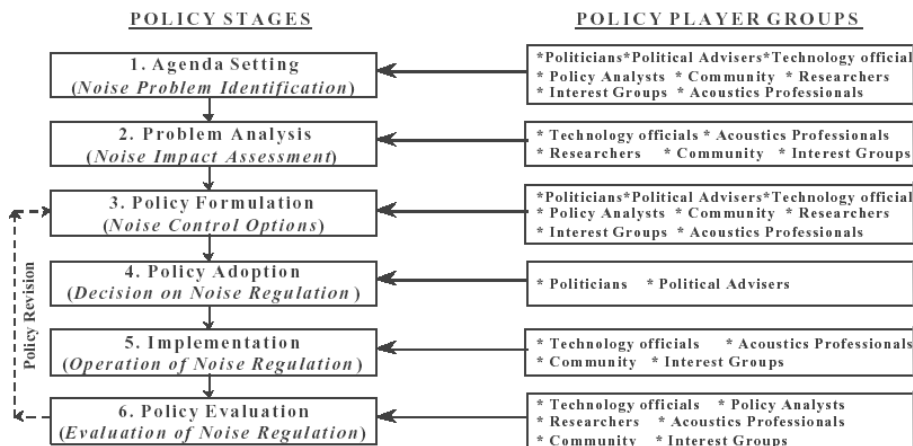 POLICY STAGES
POLICY PLAYER GROUPS
1. Agenda Setting
(Noise Problem Identification)
*Politicians*Political Advisers*Technology official
* Policy Analysts * Community * Researchers
* Interest Groups * Acoustics Professionals
2. Problem Analysis
(Noise Impact Assessment)
* Technology officials * Acoustics Professionals
* Researchers * Community * Interest Groups
3. Policy Formulation
(Noise Control Options)
*Politicians*Political Advisers*Technology official
* Policy Analysts * Community * Researchers
* Interest Groups * Acoustics Professionals
4. Policy Adoption
(Decision on Noise Regulation)
* Politicians * Political Advisers
5. Implementation
(Operation of Noise Regulation)
* Technology officials * Acoustics Professionals
* Community * Interest Groups
6. Policy Evaluation
(Evaluation of Noise Regulation)
* Technology officials * Policy Analysts
* Researchers * Acoustics Professionals
* Community * Interest Groups
Policy Revision